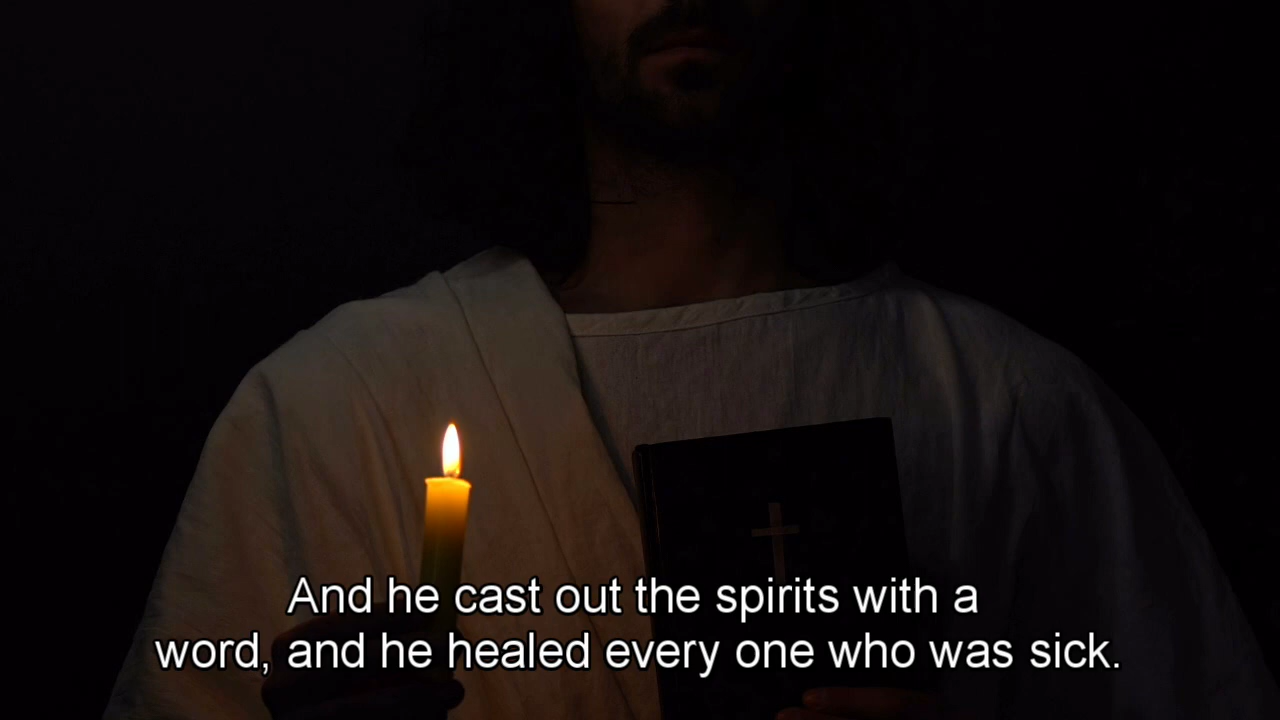 And he cast out the spirits with a
word, and he healed every one who was sick.